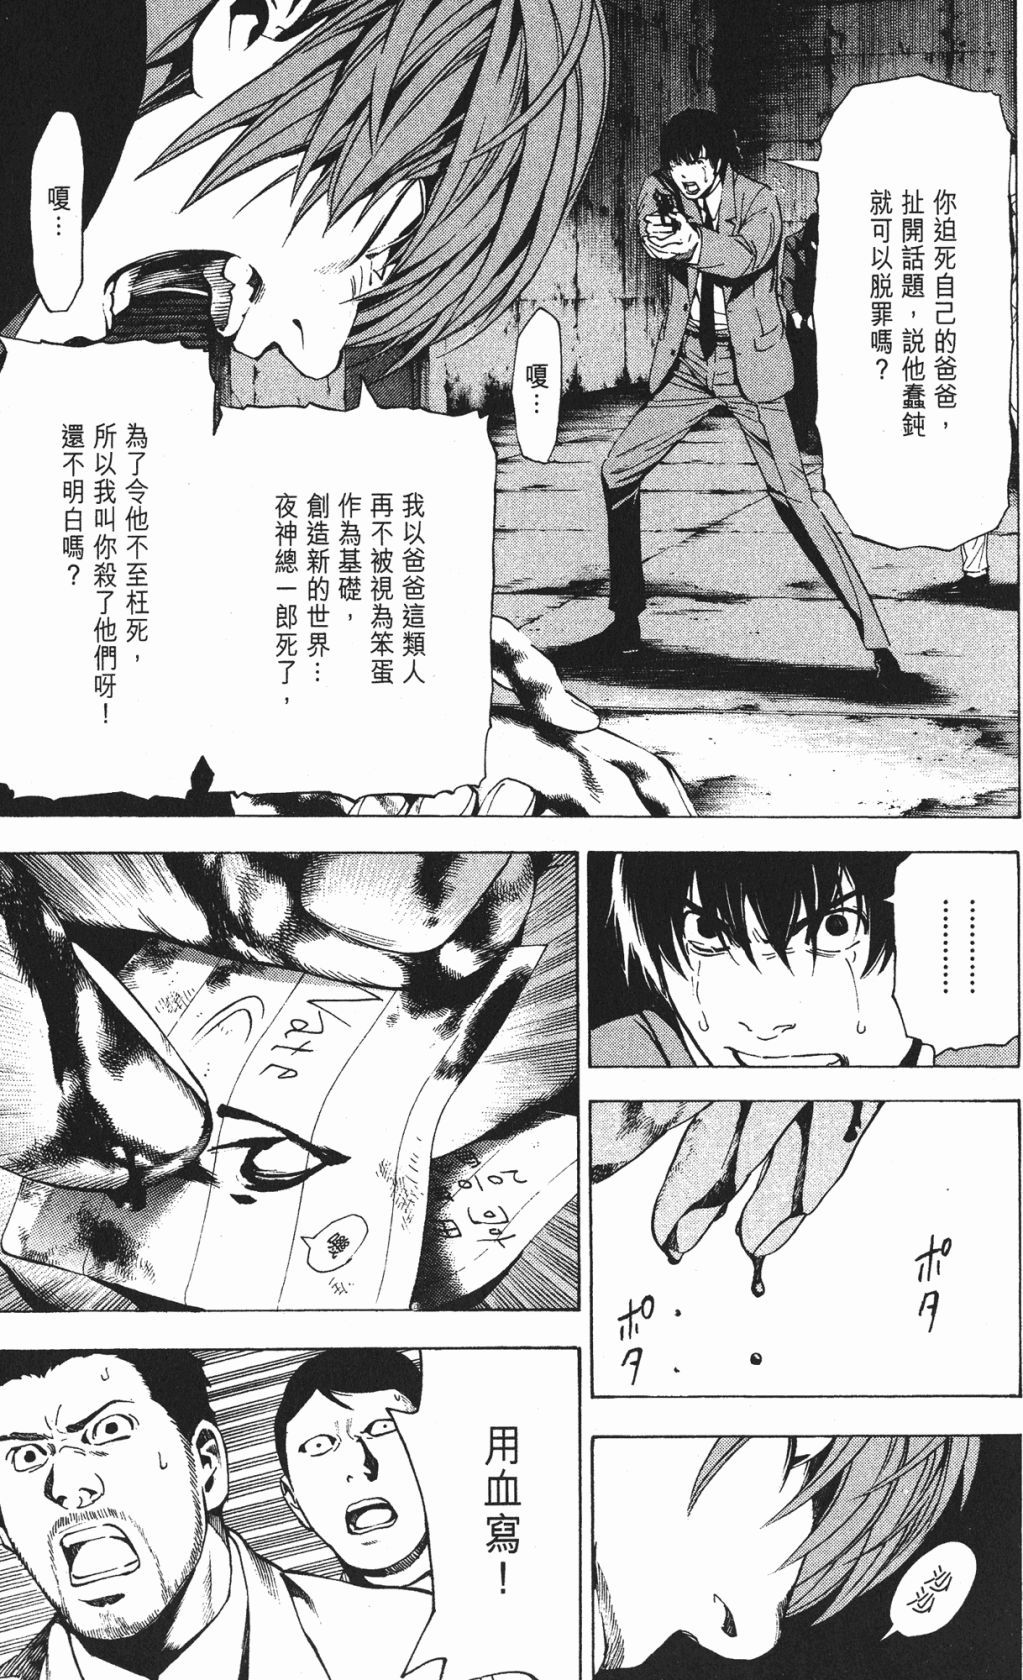 你迫死自己的爸爸，
扯開話題，說他蠢鈍
就可以脫罪嗎？
嗄…
嗄…
我以爸爸這類人
再不被視為笨蛋
作為基礎，
創造新的世界…
夜神總一郎死了，
為了令他不至枉死，
所以我叫你殺了他們呀！
還不明白嗎？
…………
Nate
ポタ
ポタ
用血寫！